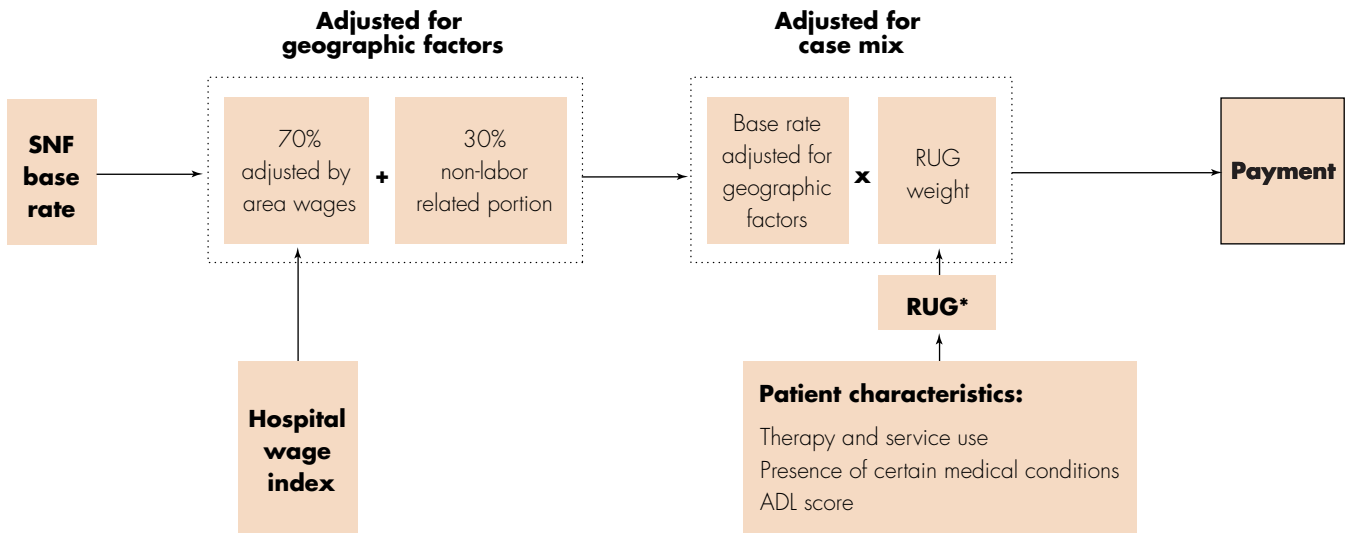 Adjusted for
geographic factors
Adjusted for
case mix
SNF
base
rate
70%
adjusted by
area wages
+
30%
non-labor
related portion
Base rate
adjusted for
geographic
factors
x
RUG
weight
Payment
RUG*
Hospital
wage
index
Patient characteristics:
Therapy and service use
Presence of certain medical conditions
ADL score